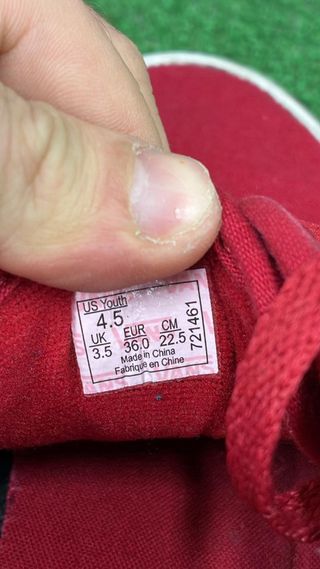 US Youth
4.5
UK EUR CM
3.5 36.0 22.5
Made in China
Fabriqué en Chine
721461